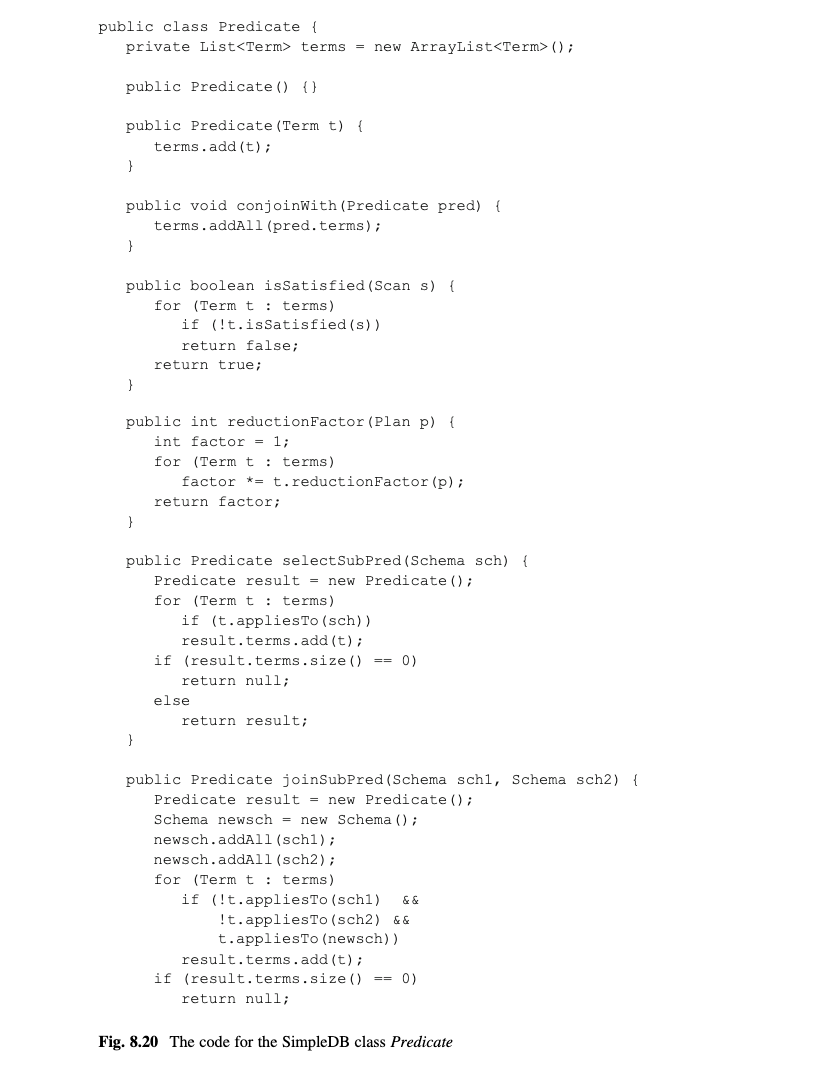 public class Predicate {
   private List<Term> terms = new ArrayList<Term>();

   public Predicate() {}

   public Predicate(Term t) {
      terms.add(t);
   }

   public void conjoinWith(Predicate pred) {
      terms.addAll(pred.terms);
   }

   public boolean isSatisfied(Scan s) {
      for (Term t : terms)
         if (!t.isSatisfied(s))
         return false;
      return true;
   }

   public int reductionFactor(Plan p) {
      int factor = 1;
      for (Term t : terms)
         factor *= t.reductionFactor(p);
      return factor;
   }

   public Predicate selectSubPred(Schema sch) {
      Predicate result = new Predicate();
      for (Term t : terms)
         if (t.appliesTo(sch))
         result.terms.add(t);
      if (result.terms.size() == 0)
         return null;
      else
         return result;
   }

   public Predicate joinSubPred(Schema sch1, Schema sch2) {
      Predicate result = new Predicate();
      Schema newsch = new Schema();
      newsch.addAll(sch1);
      newsch.addAll(sch2);
      for (Term t : terms)
         if (!t.appliesTo(sch1)  &&
             !t.appliesTo(sch2) &&
             t.appliesTo(newsch))
         result.terms.add(t);
      if (result.terms.size() == 0)
         return null;

Fig. 8.20 The code for the SimpleDB class Predicate